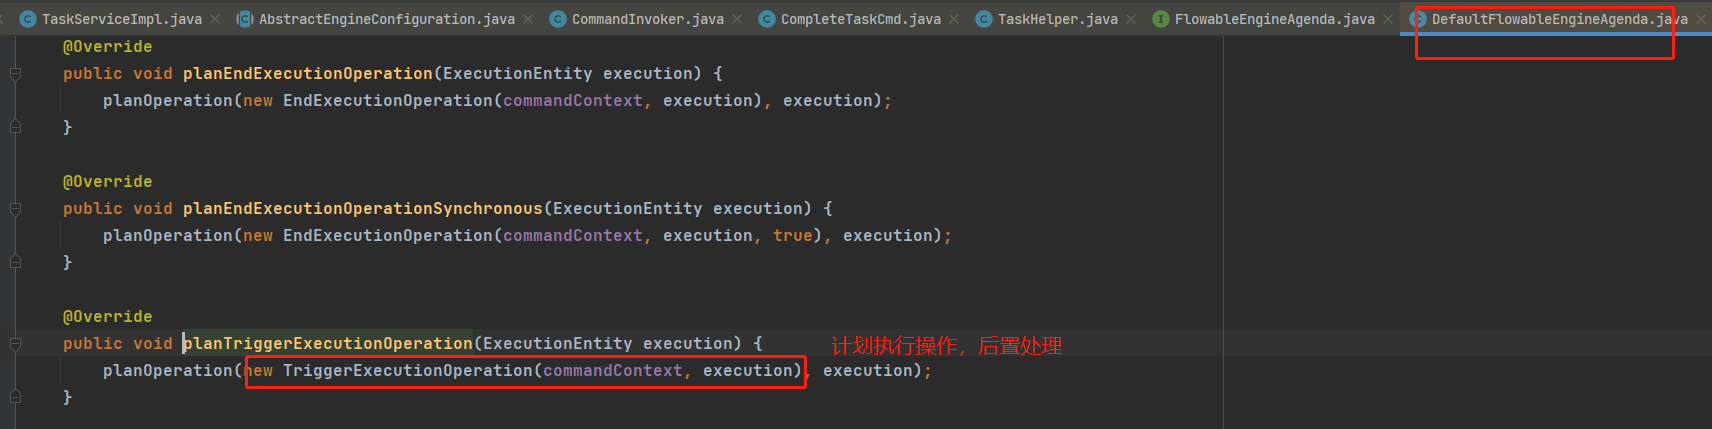 TaskServiceImpl.java AbstractEngineConfiguration.java CommandInvoker.java CompleteTaskCmd.java TaskHelper.java FlowableEngineAgenda.java DefaultFlowableEngineAgenda.java
@Override
public void planEndExecutionOperation(ExecutionEntity execution) {
planOperation(new EndExecutionOperation(commandContext, execution), execution);
}
@Override
public void planEndExecutionOperationSynchronous(ExecutionEntity execution) {
planOperation(new EndExecutionOperation(commandContext, execution, true), execution);
}
@Override
public void planTriggerExecutionOperation(ExecutionEntity execution) { 计划执行操作，后置处理
planOperation(new TriggerExecutionOperation(commandContext, execution), execution);
}